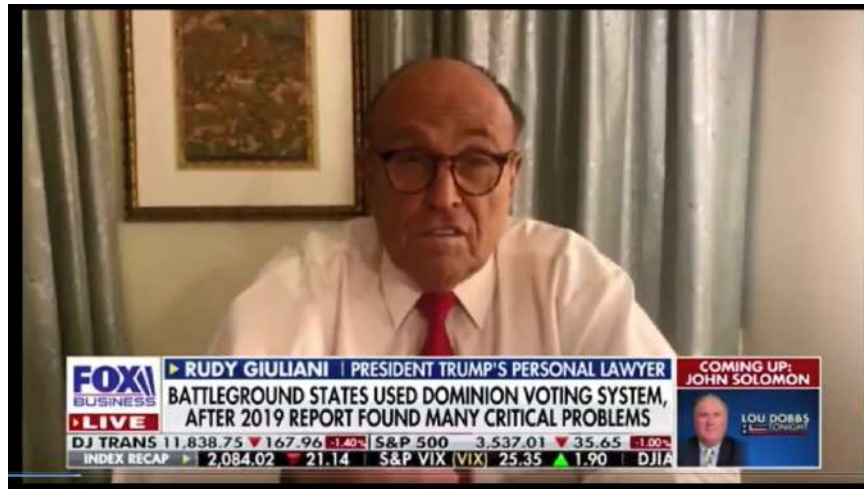 FOX
BUSINESS
LIVE
RUDY GIULIANI | PRESIDENT TRUMP'S PERSONAL LAWYER
BATTLEGROUND STATES USED DOMINION VOTING SYSTEM,
AFTER 2019 REPORT FOUND MANY CRITICAL PROBLEMS
COMING UP:
JOHN SOLOMON
LOU DOBBS
TONIGHT
DJ TRANS 11,838.75 ▼ 167.96 -1.40% S&P 500 3,537.01 ▼ 35.65 -1.00%
INDEX RECAP 2,084.02 ▼ 21.14 S&P VIX (VIX) 25.35 ▲ 1.90 DJIA